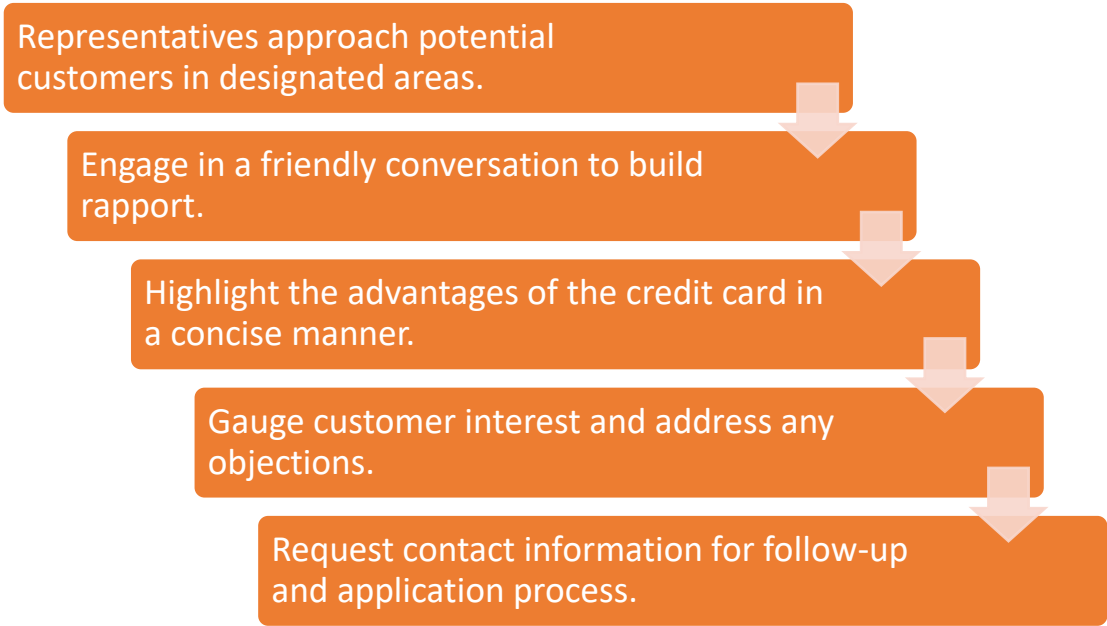 Representatives approach potential
customers in designated areas.
Engage in a friendly conversation to build
rapport.
Highlight the advantages of the credit card in
a concise manner.
Gauge customer interest and address any
objections.
Request contact information for follow-up
and application process.